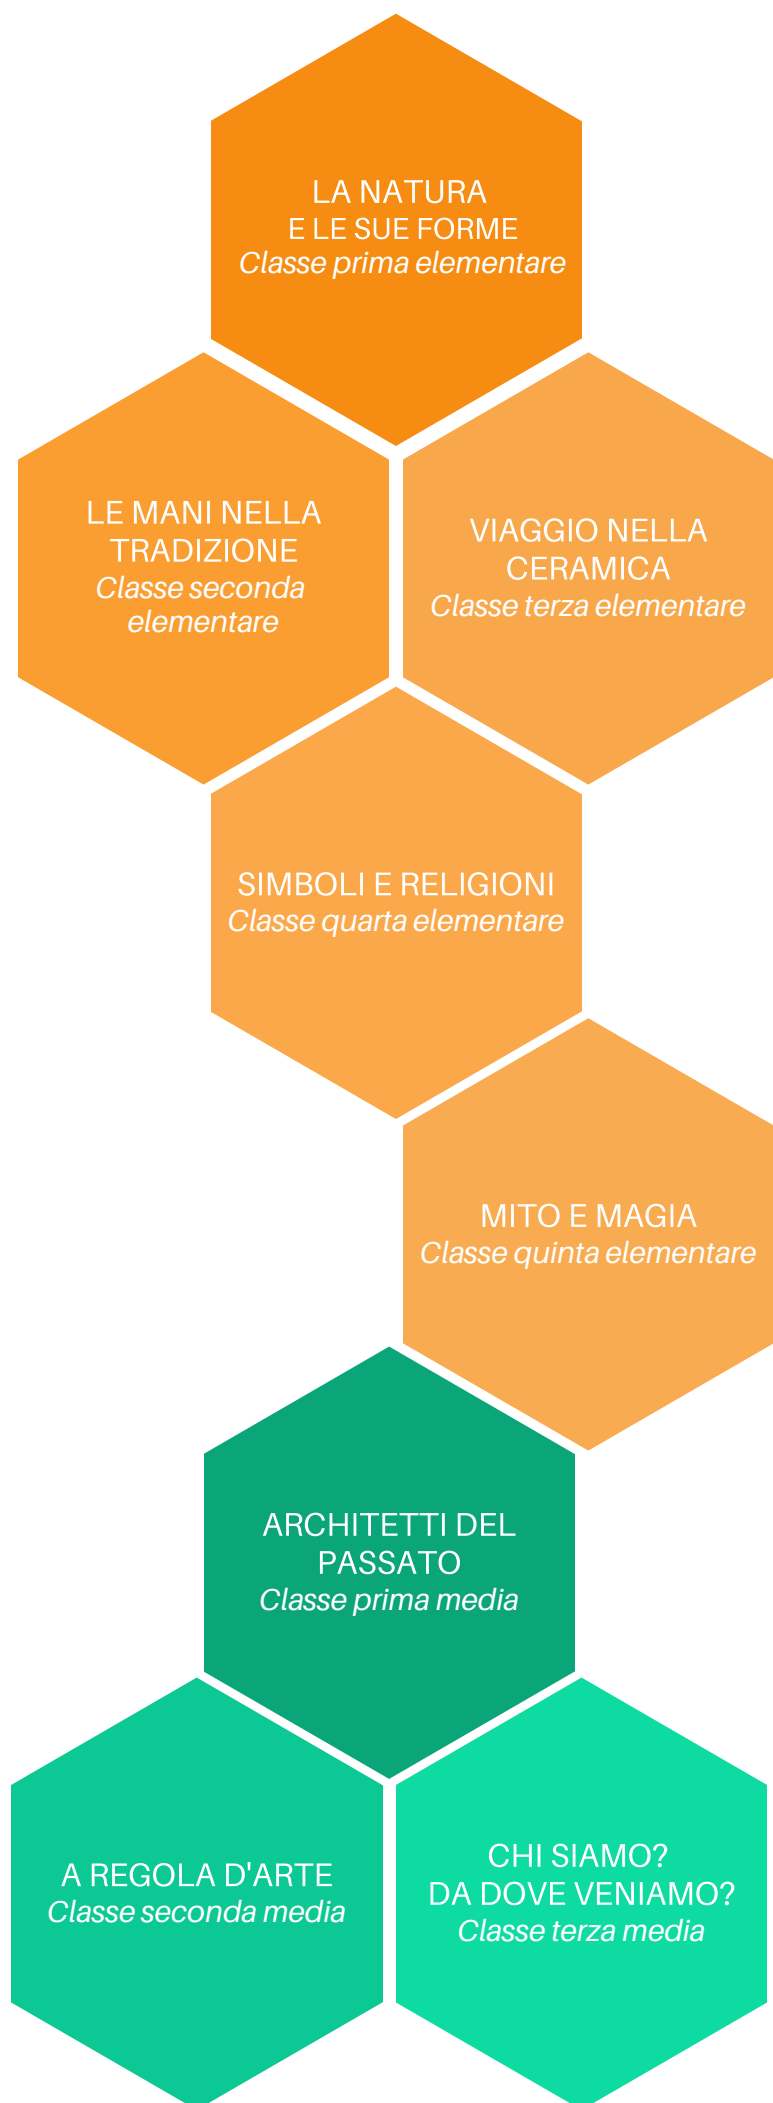 LA NATURA
E LE SUE FORME
Classe prima elementare
LE MANI NELLA
TRADIZIONE
Classe seconda
elementare
VIAGGIO NELLA
CERAMICA
Classe terza elementare
SIMBOLI E RELIGIONI
Classe quarta elementare
MITO E MAGIA
Classe quinta elementare
ARCHITETTI DEL
PASSATO
Classe prima media
A REGOLA D'ARTE
Classe seconda media
CHI SIAMO?
DA DOVE VENIAMO?
Classe terza media